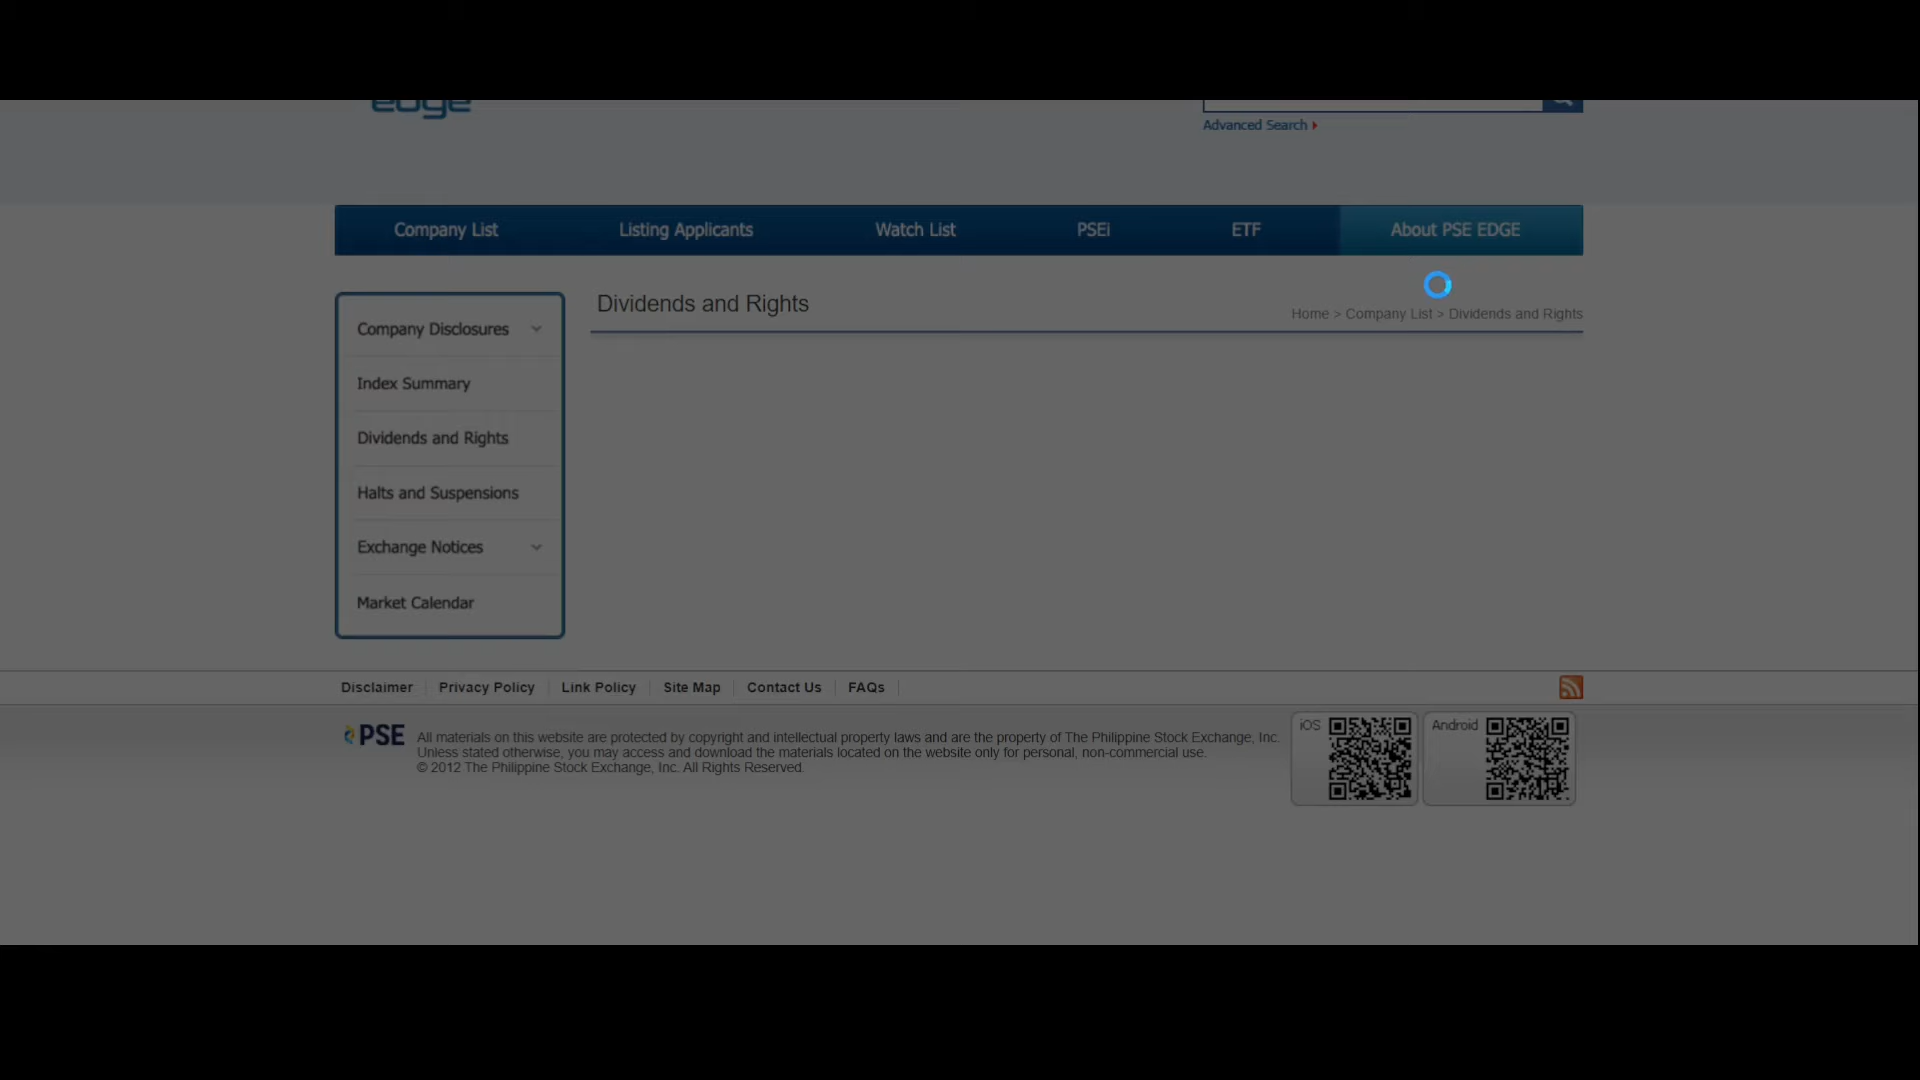 edge
Advanced Search
Company List
Listing Applicants
Watch List
PSEi
ETF
About PSE EDGE
Company Disclosures
Index Summary
Dividends and Rights
Halts and Suspensions
Exchange Notices
Market Calendar
Dividends and Rights
Home > Company List > Dividends and Rights
Disclaimer
Privacy Policy
Link Policy
Site Map
Contact Us
FAQs
PSE
All materials on this website are protected by copyright and intellectual property laws and are the property of The Philippine Stock Exchange, Inc.
Unless stated otherwise, you may access and download the materials located on the website only for personal, non-commercial use.
© 2012 The Philippine Stock Exchange, Inc. All Rights Reserved.
iOS
Android